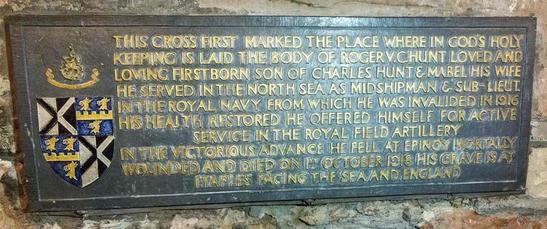 THIS CROSS FIRST MARKED THE PLACE WHERE IN GOD'S HOLY
KEEPING IS LAID THE BODY OF ROGER V.C.HUNT LOVED AND
LOVING FIRSTBORN SON OF CHARLES HUNT & MABEL HIS WIFE
HE SERVED IN THE NORTH SEA AS MIDSHIPMAN & SUB-LIEUT.
IN THE ROYAL NAVY FROM WHICH HE WAS INVALIDED IN 1916
HIS HEALTH RESTORED HE OFFERED HIMSELF FOR ACTIVE
SERVICE IN THE ROYAL FIELD ARTILLERY
IN THE VICTORIOUS ADVANCE HE FELL AT EPINOY MORTALLY
WOUNDED AND DIED ON 1ST OCTOBER 1918 HIS GRAVE IS AT
ETAPLES FACING THE SEA AND ENGLAND